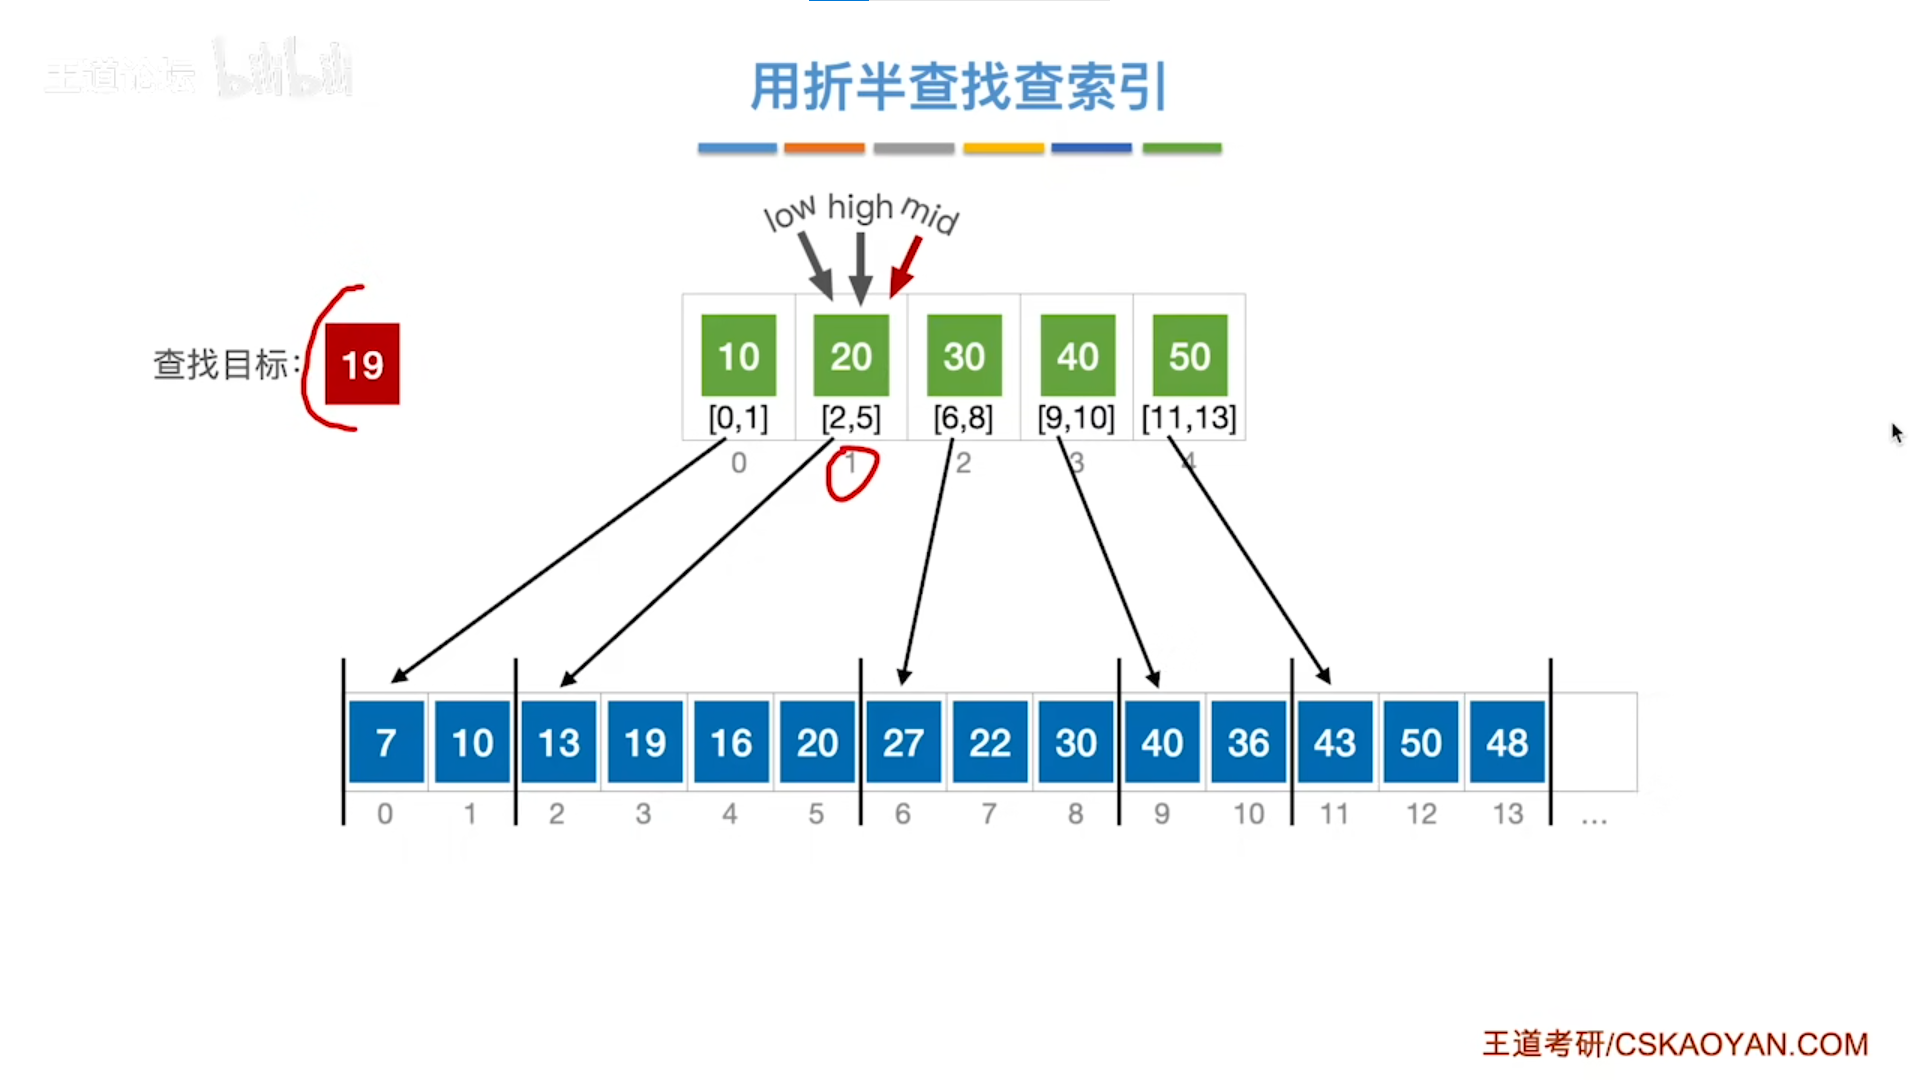 王道论坛 bilibili
用折半查找查索引
low high mid
查找目标: 19
10 20 30 40 50
[0,1] [2,5] [6,8] [9,10] [11,13]
0 1 2 3 4
7 10 13 19 16 20 27 22 30 40 36 43 50 48
0 1 2 3 4 5 6 7 8 9 10 11 12 13 ...
王道考研/CSKAOYAN.COM